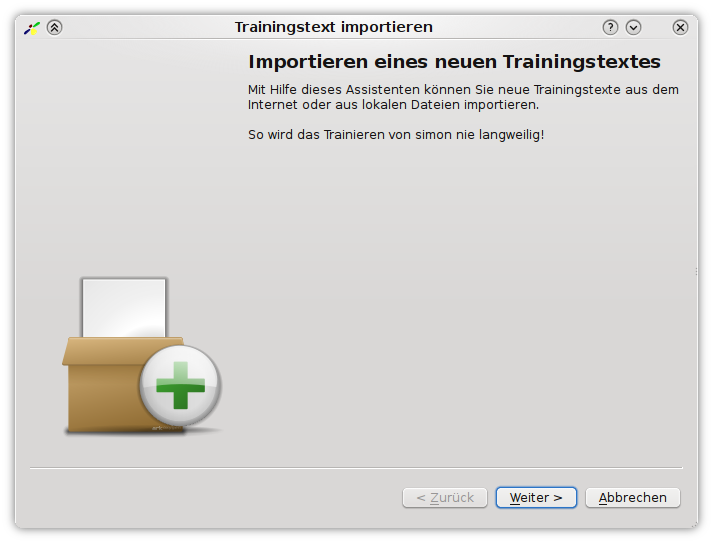 Trainingstext importieren
Importieren eines neuen Trainingstextes
Mit Hilfe dieses Assistenten können Sie neue Trainingstexte aus dem
Internet oder aus lokalen Dateien importieren.
So wird das Trainieren von simon nie langweilig!
< Zurück Weiter > Abbrechen